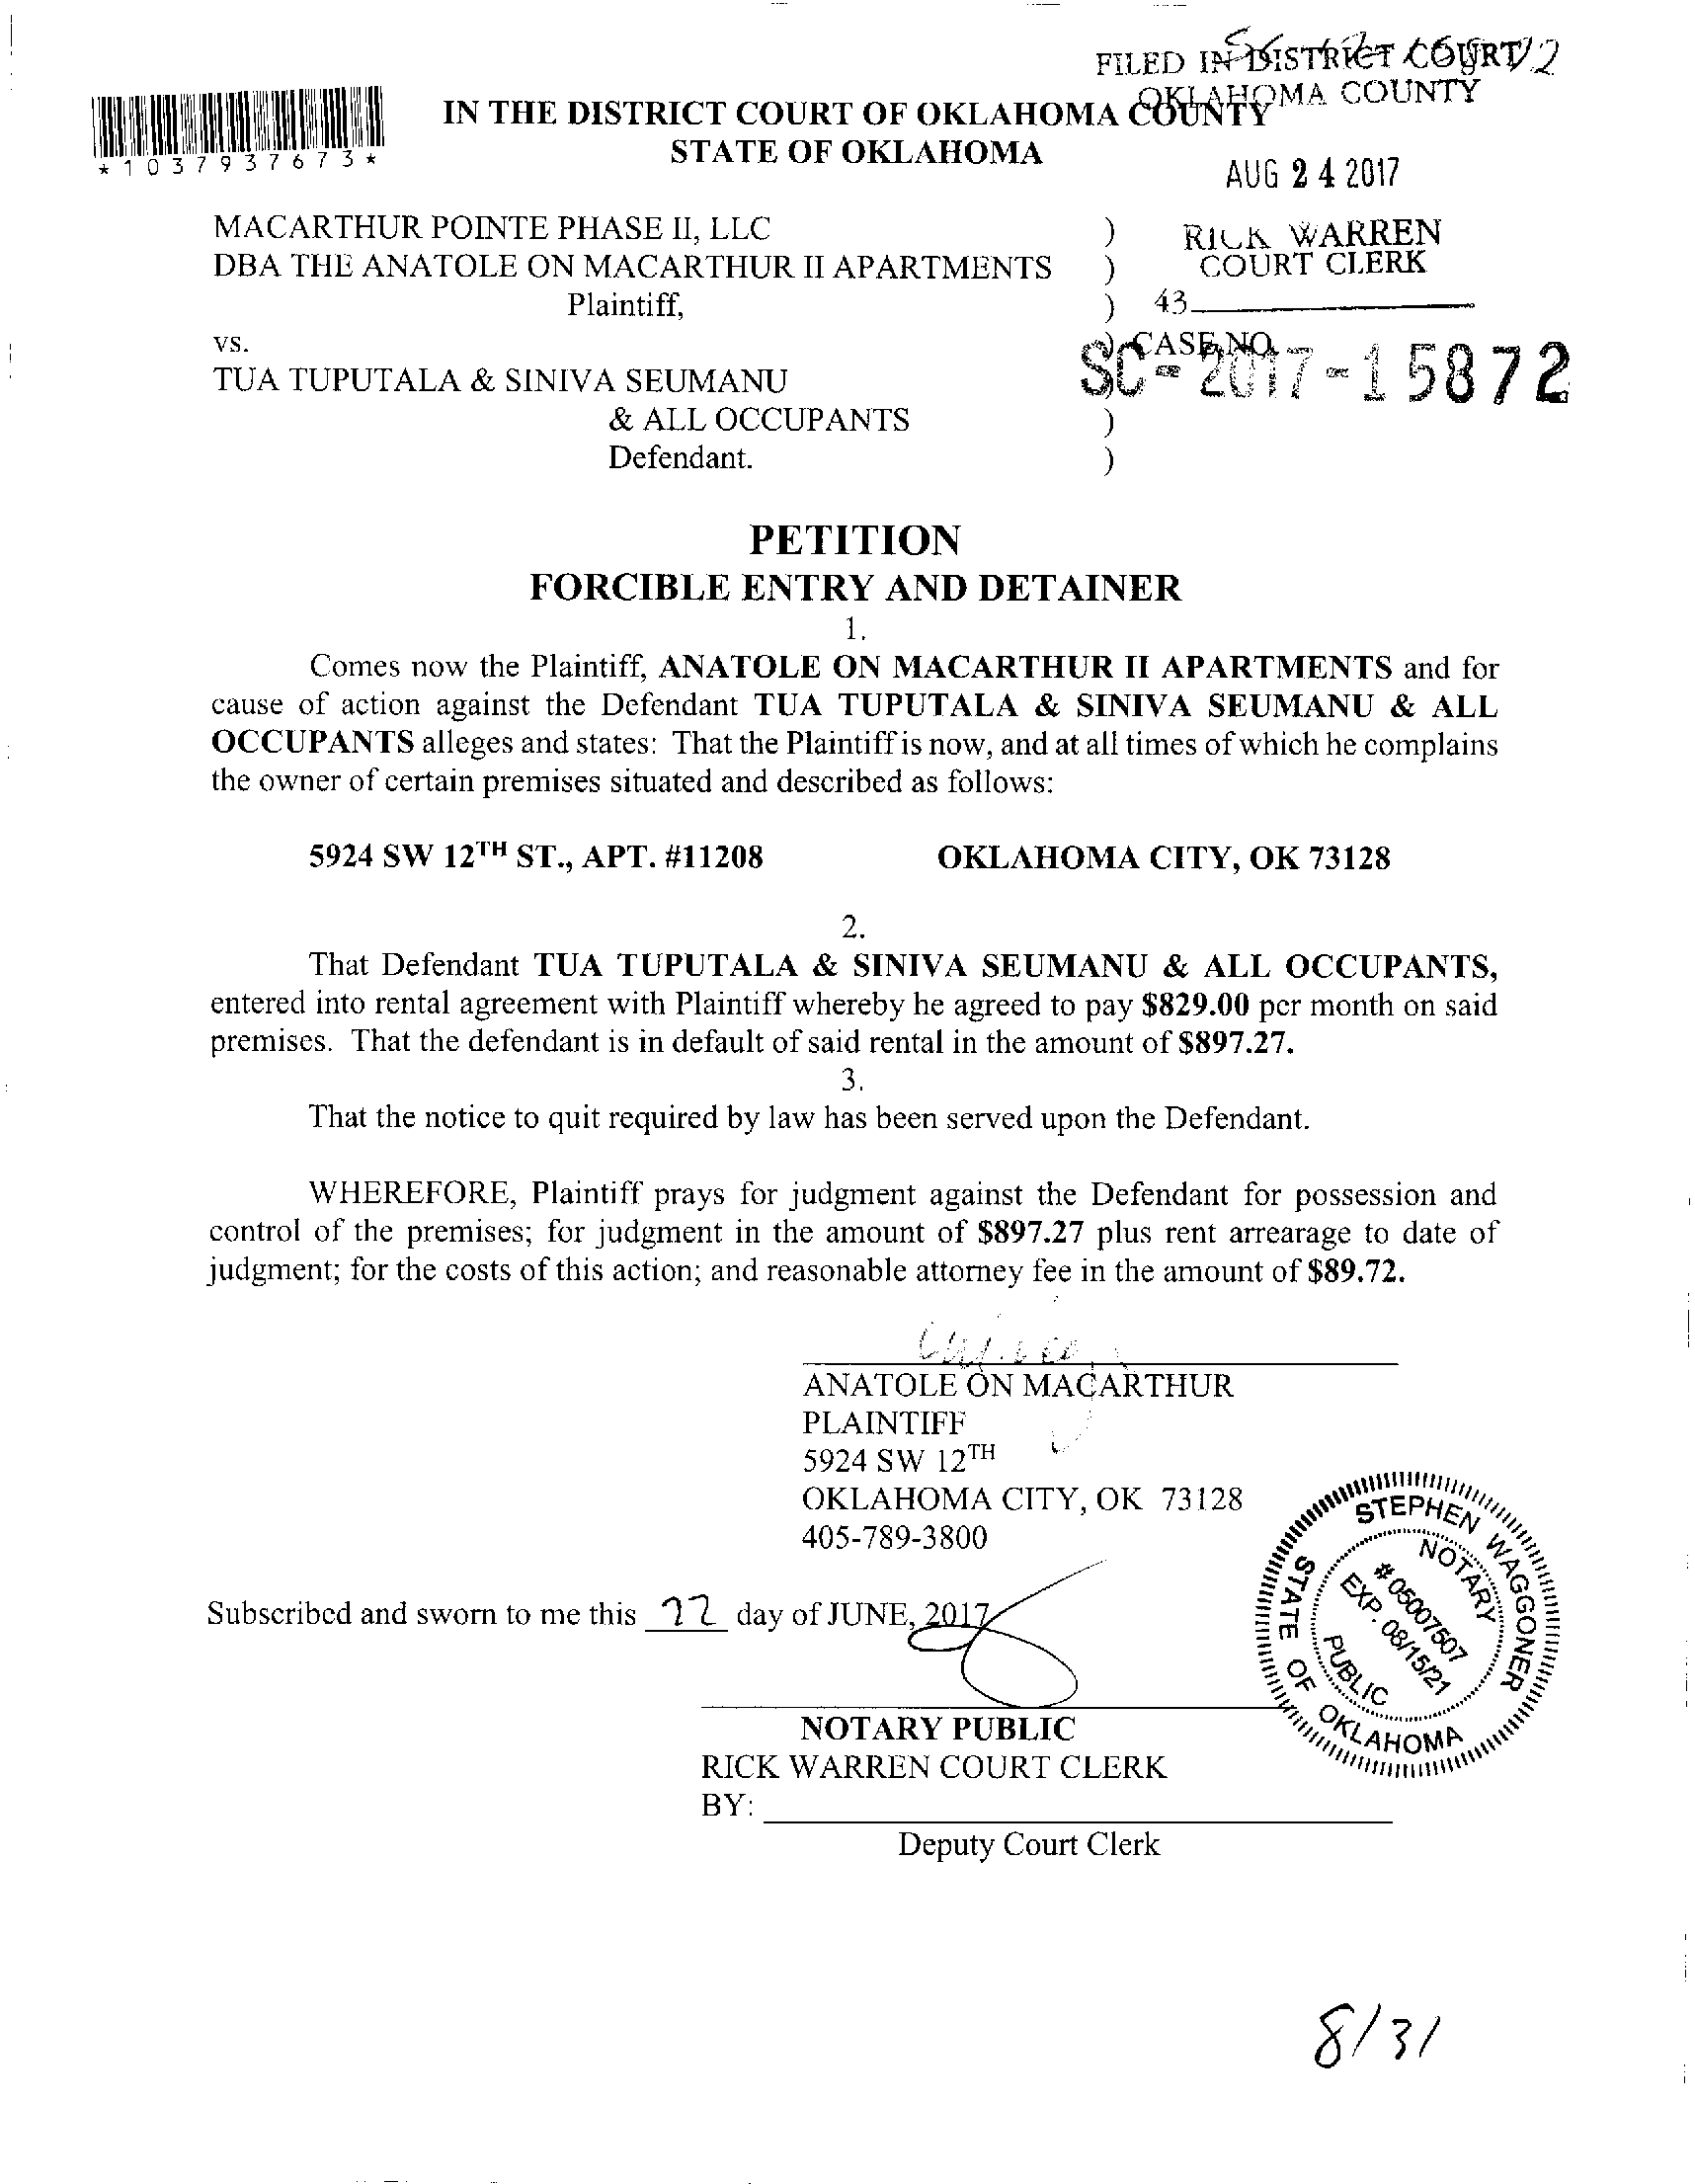 FILED IN DISTRICT COURT
OKLAHOMA COUNTY
*1037937673*
IN THE DISTRICT COURT OF OKLAHOMA COUNTY
STATE OF OKLAHOMA
AUG 24 2017
MACARTHUR POINTE PHASE II, LLC )
RICK WARREN
DBA THE ANATOLE ON MACARTHUR II APARTMENTS )
COURT CLERK
Plaintiff, )
43
vs. ) CASE NO.
SC-2017-15872
TUA TUPUTALA & SINIVA SEUMANU
& ALL OCCUPANTS )
Defendant. )
PETITION
FORCIBLE ENTRY AND DETAINER
1.
Comes now the Plaintiff, ANATOLE ON MACARTHUR II APARTMENTS and for
cause of action against the Defendant TUA TUPUTALA & SINIVA SEUMANU & ALL
OCCUPANTS alleges and states: That the Plaintiff is now, and at all times of which he complains
the owner of certain premises situated and described as follows:
5924 SW 12TH ST., APT. #11208 OKLAHOMA CITY, OK 73128
2.
That Defendant TUA TUPUTALA & SINIVA SEUMANU & ALL OCCUPANTS,
entered into rental agreement with Plaintiff whereby he agreed to pay $829.00 per month on said
premises. That the defendant is in default of said rental in the amount of $897.27.
3.
That the notice to quit required by law has been served upon the Defendant.
WHEREFORE, Plaintiff prays for judgment against the Defendant for possession and
control of the premises; for judgment in the amount of $897.27 plus rent arrearage to date of
judgment; for the costs of this action; and reasonable attorney fee in the amount of $89.72.
ANATOLE ON MACARTHUR
PLAINTIFF
5924 SW 12TH
OKLAHOMA CITY, OK 73128
405-789-3800
Subscribed and sworn to me this 22 day of JUNE, 2017
STEPHEN WAGGONER
NOTARY
# 05007507
EXP. 08/15/21
PUBLIC
STATE OF OKLAHOMA
NOTARY PUBLIC
RICK WARREN COURT CLERK
BY:
Deputy Court Clerk
8/31